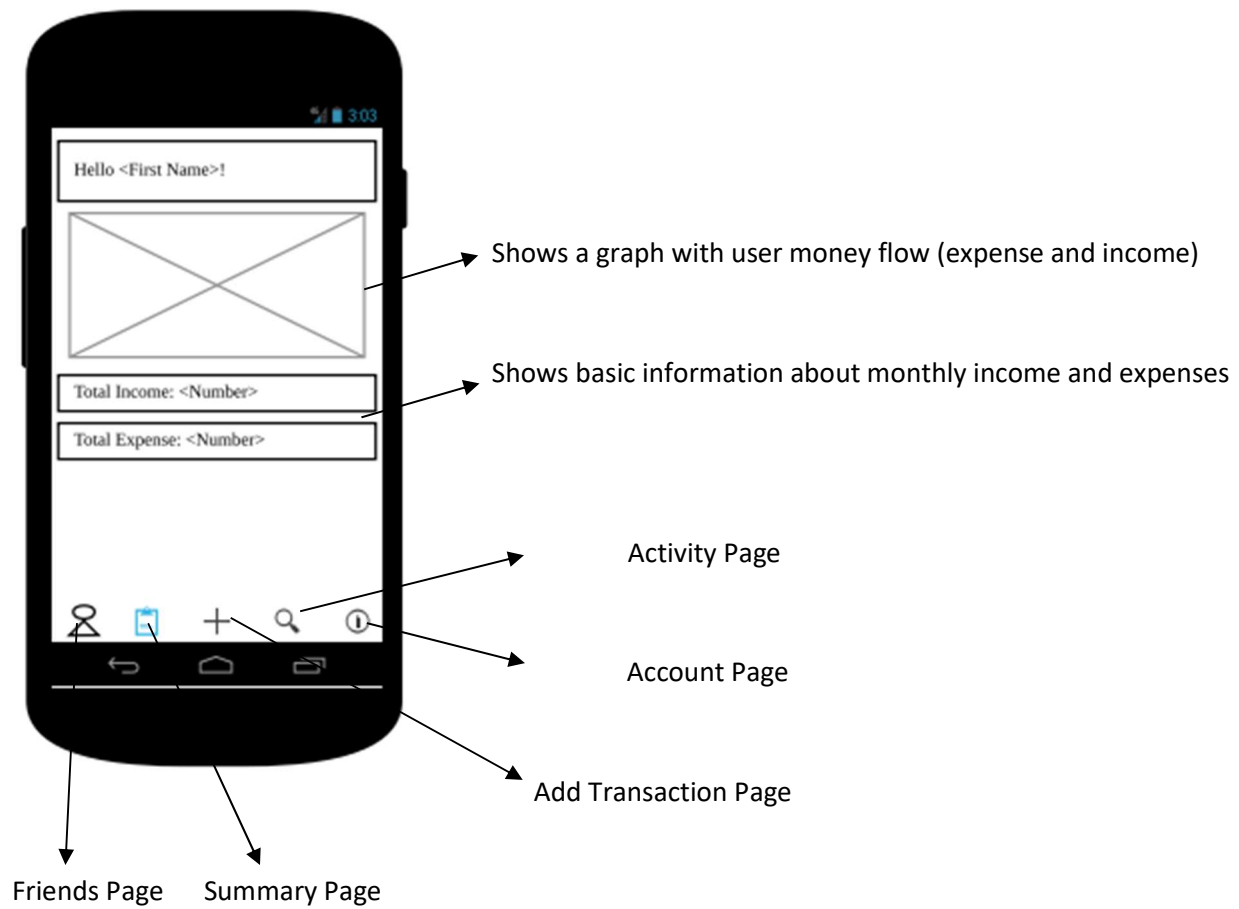 3:03
Hello <First Name>!
Shows a graph with user money flow (expense and income)
Shows basic information about monthly income and expenses
Total Income: <Number>
Total Expense: <Number>
Activity Page
Account Page
Add Transaction Page
Friends Page
Summary Page